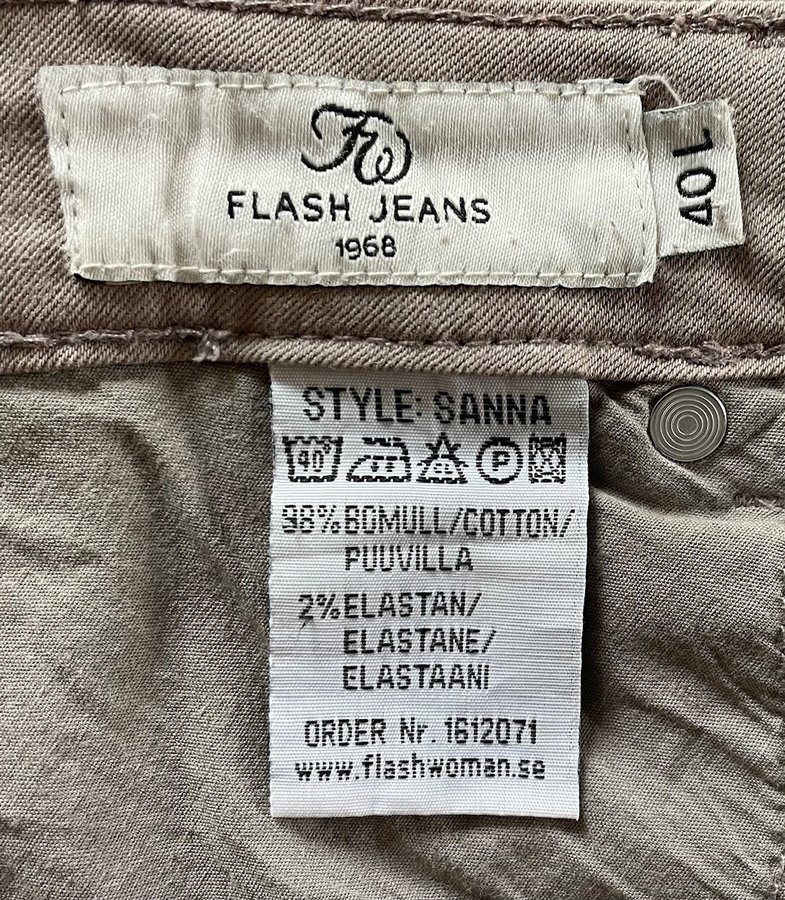 FW
FLASH JEANS
1968
40 L
STYLE: SANNA
40° CL P
98% BOMULL/COTTON/
PUUVILLA
2% ELASTAN/
ELASTANE/
ELASTAANI
ORDER Nr. 1612071
www.flashwoman.se